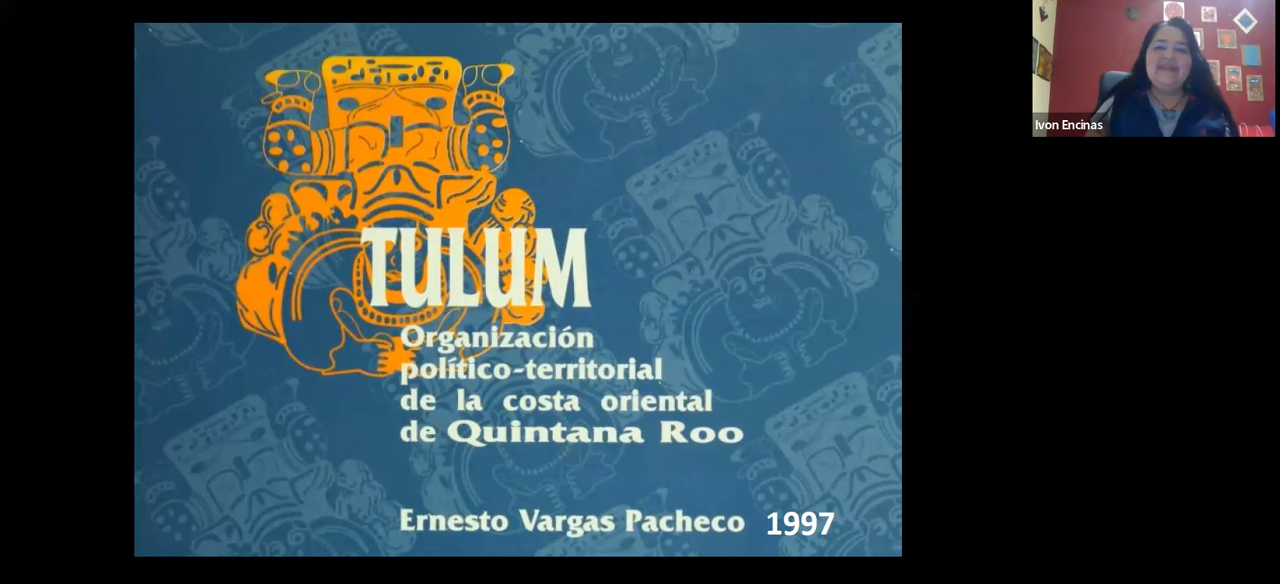 TULUM
Organización
político-territorial
de la costa oriental
de Quintana Roo
Ernesto Vargas Pacheco 1997
Ivon Encinas